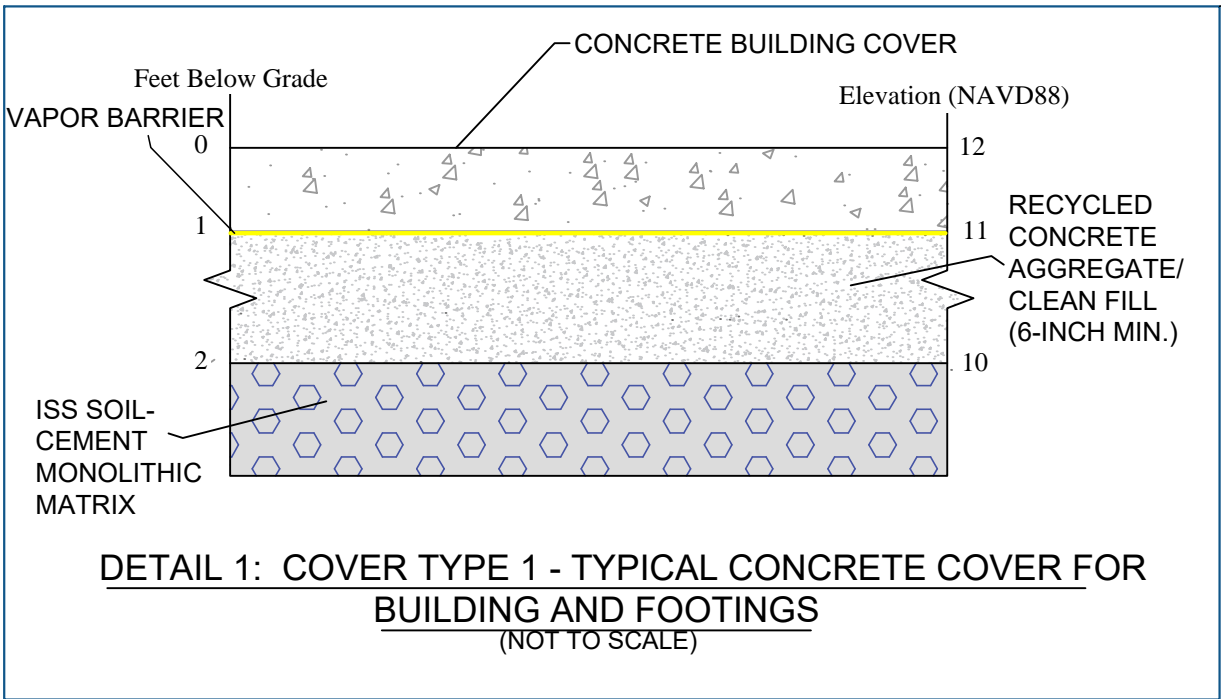 CONCRETE BUILDING COVER
Feet Below Grade
Elevation (NAVD88)
VAPOR BARRIER
0
12
1
11
RECYCLED
CONCRETE
AGGREGATE/
CLEAN FILL
(6-INCH MIN.)
2
10
ISS SOIL-
CEMENT
MONOLITHIC
MATRIX
DETAIL 1: COVER TYPE 1 - TYPICAL CONCRETE COVER FOR
BUILDING AND FOOTINGS
(NOT TO SCALE)